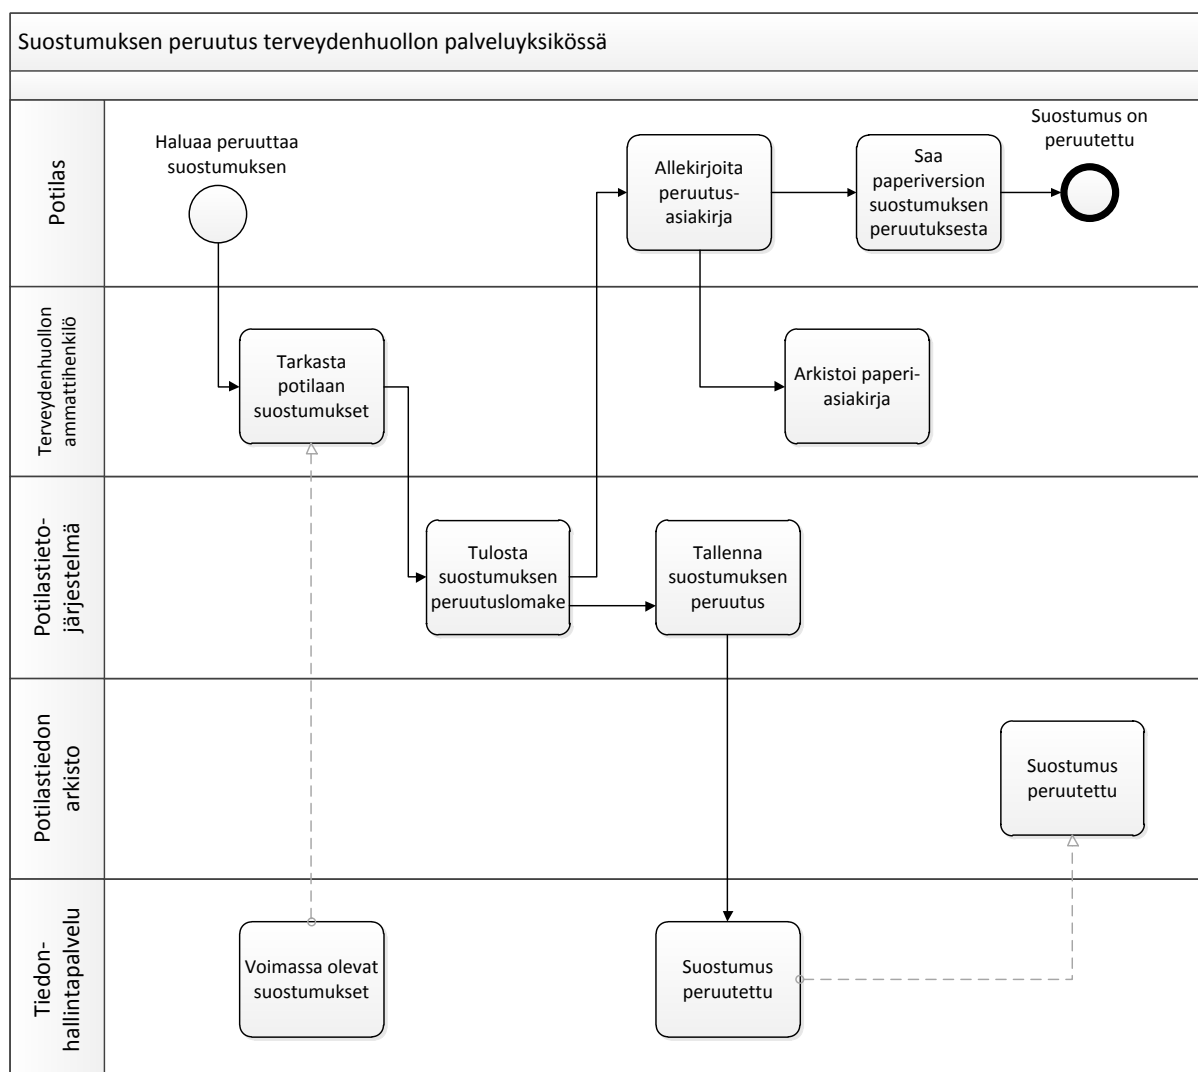 Suostumuksen peruutus terveydenhuollon palveluyksikössä
Potilas
Haluaa peruuttaa
suostumuksen
Allekirjoita
peruutus-
asiakirja
Saa
paperiversion
suostumuksen
peruutuksesta
Suostumus on
peruutettu
Terveydenhuollon
ammattihenkilö
Tarkasta
potilaan
suostumukset
Arkistoi paperi-
asiakirja
Potilastieto-
järjestelmä
Tulosta
suostumuksen
peruutuslomake
Tallenna
suostumuksen
peruutus
Potilastiedon
arkisto
Suostumus
peruutettu
Tiedon-
hallintapalvelu
Voimassa olevat
suostumukset
Suostumus
peruutettu